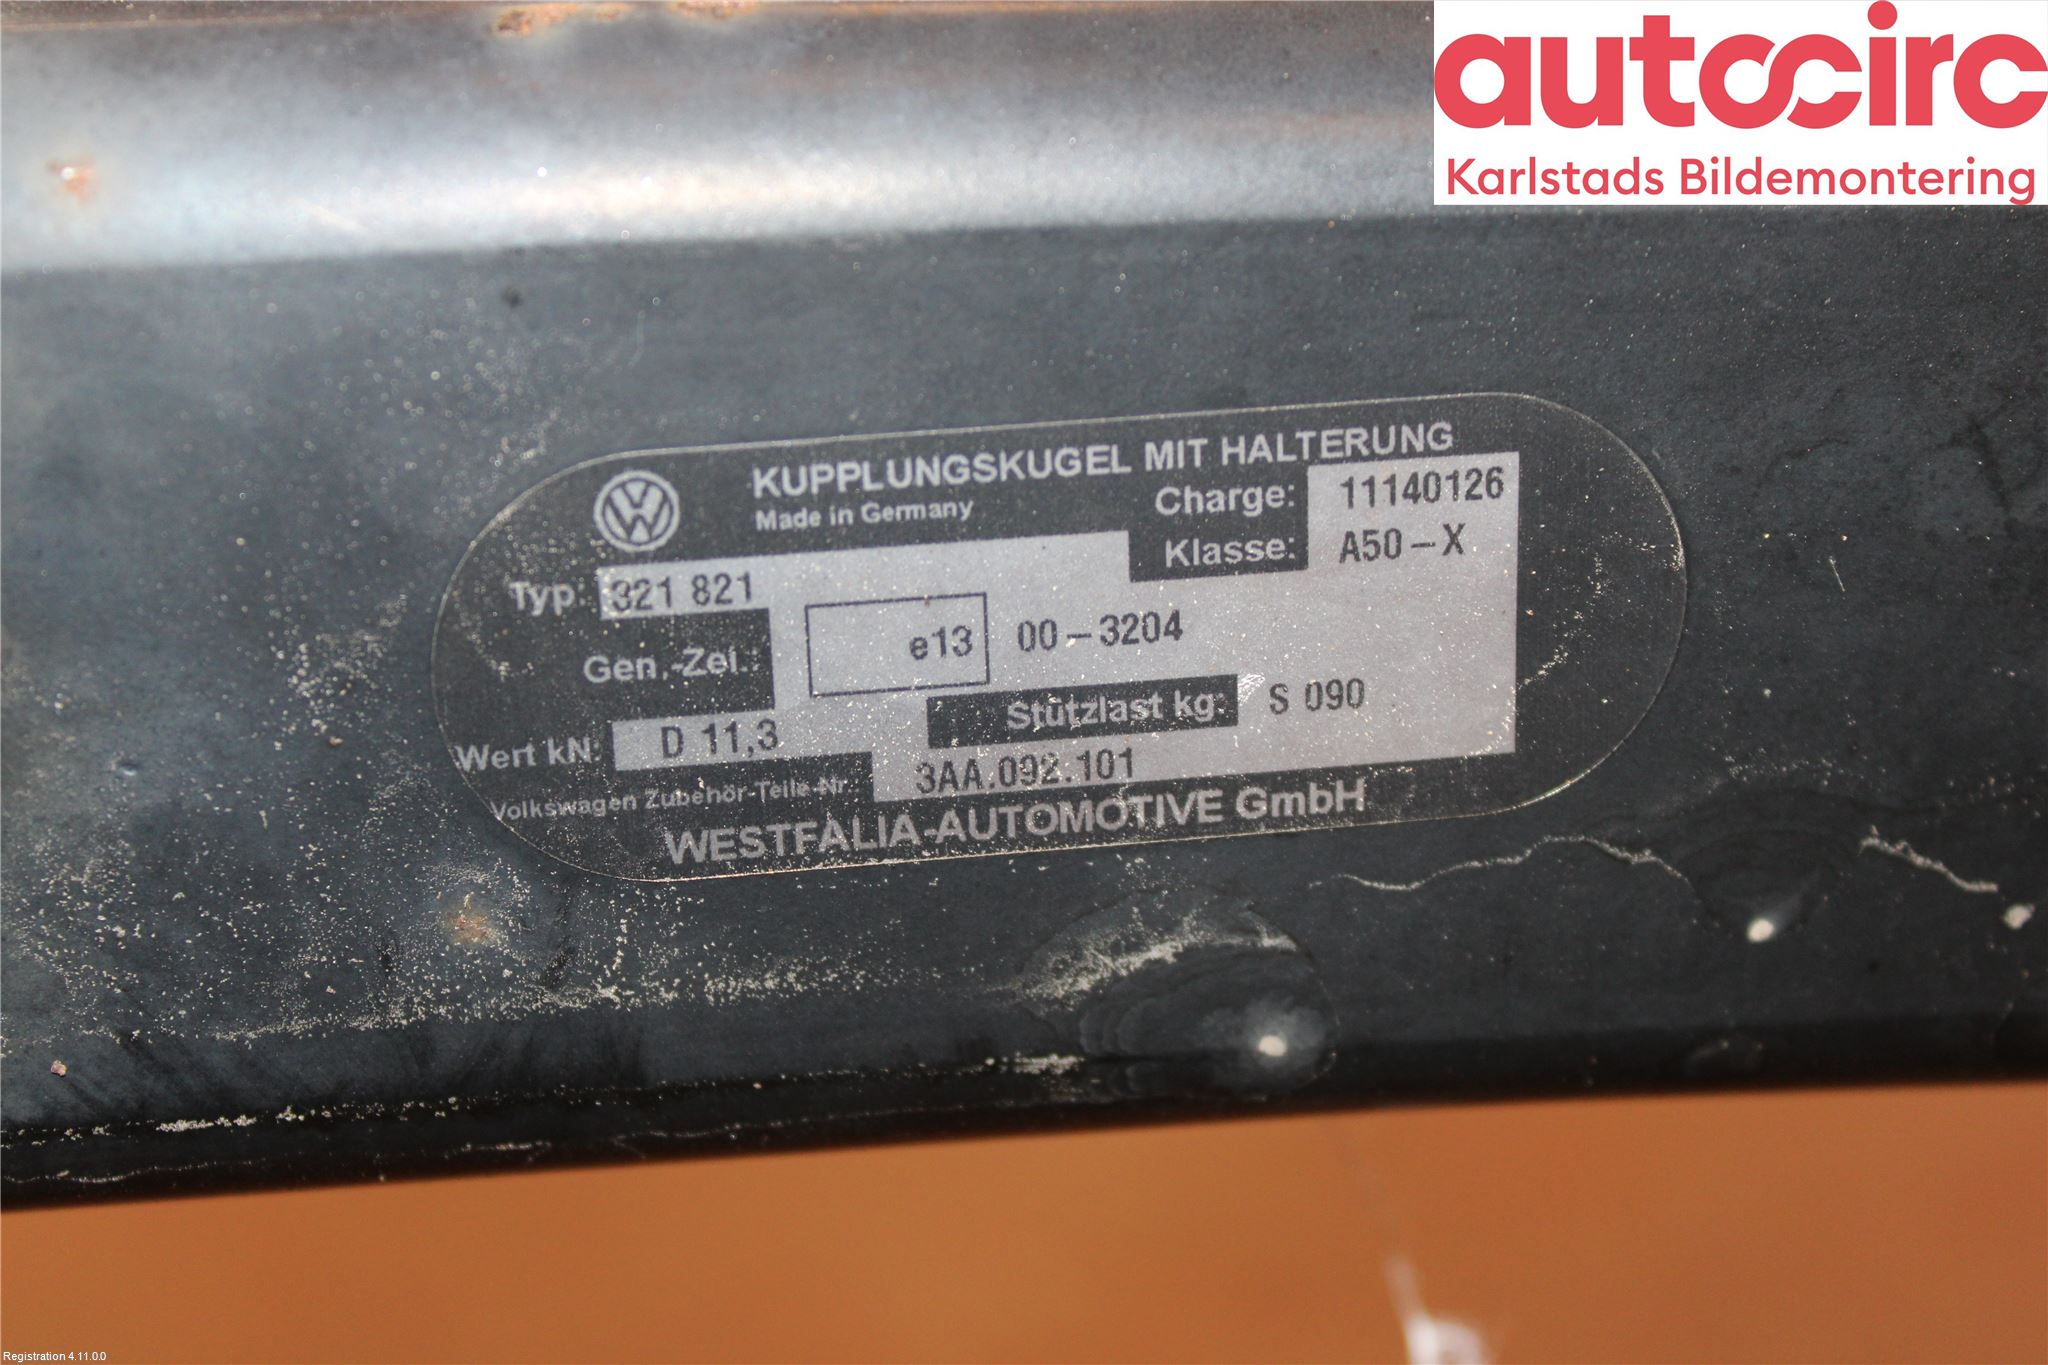 autocirc
Karlstads Bildemontering
KUPPLUNGSKUGEL MIT HALTERUNG
Made in Germany
Charge: 11140126
Klasse: A50-X
Typ: 321 821
Gen.-Zei.: e13 00-3204
Wert kN: D 11,3 Stützlast kg: S 090
Volkswagen Zubehör-Teile-Nr. 3AA.092.101
WESTFALIA-AUTOMOTIVE GmbH
Registration 4.11.0.0